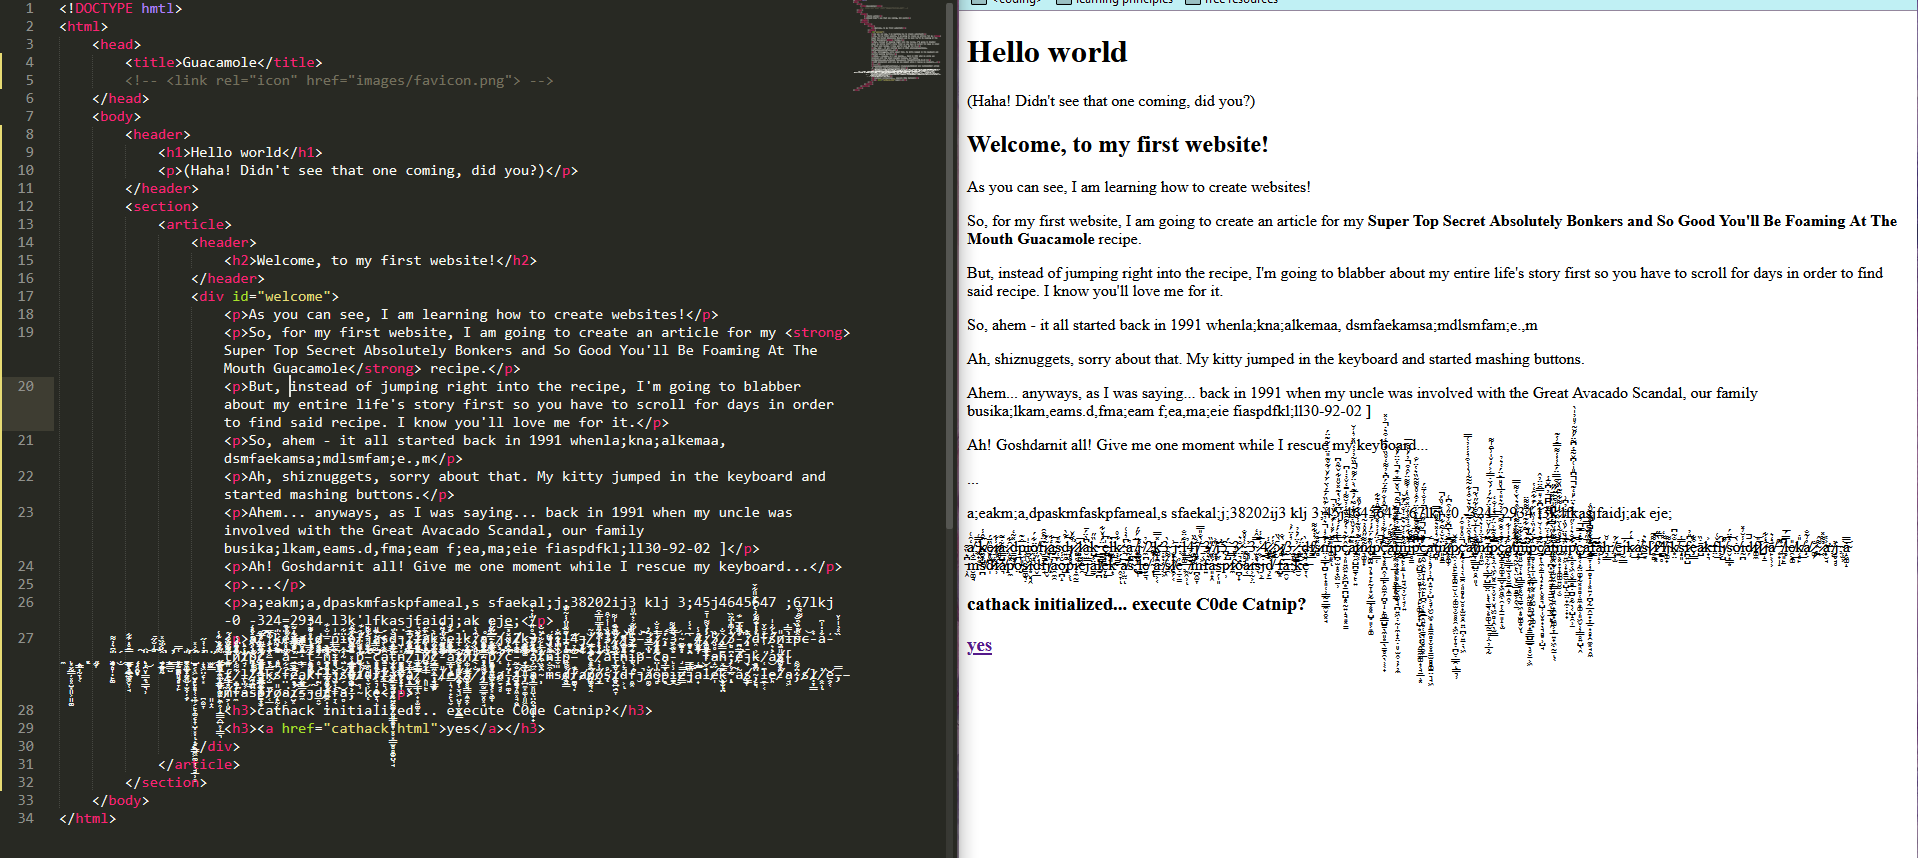 1 <!DOCTYPE hmtl>
2 <html>
3 <head>
4 <title>Guacamole</title>
5 <!-- <link rel="icon" href="images/favicon.png"> -->
6 </head>
7 <body>
8 <header>
9 <h1>Hello world</h1>
10 <p>(Haha! Didn't see that one coming, did you?)</p>
11 </header>
12 <section>
13 <article>
14 <header>
15 <h2>Welcome, to my first website!</h2>
16 </header>
17 <div id="welcome">
18 <p>As you can see, I am learning how to create websites!</p>
19 <p>So, for my first website, I am going to create an article for my <strong>
Super Top Secret Absolutely Bonkers and So Good You'll Be Foaming At The
Mouth Guacamole</strong> recipe.</p>
20 <p>But, instead of jumping right into the recipe, I'm going to blabber
about my entire life's story first so you have to scroll for days in order
to find said recipe. I know you'll love me for it.</p>
21 <p>So, ahem - it all started back in 1991 whenla;kna;alkemaa,
dsmfaekamsa;mdlsmfam;e.,m</p>
22 <p>Ah, shiznuggets, sorry about that. My kitty jumped in the keyboard and
started mashing buttons.</p>
23 <p>Ahem... anyways, as I was saying... back in 1991 when my uncle was
involved with the Great Avacado Scandal, our family
busika;lkam,eams.d,fma;eam f;ea,ma;eie fiaspdfkl;ll30-92-02 ]</p>
24 <p>Ah! Goshdarnit all! Give me one moment while I rescue my keyboard...</p>
25 <p>...</p>
26 <p>a;eakm;a,dpaskmfaskpfameal,s sfaekal;j;38202ij3 klj 3;45j4645647 ;67lkj
-0 -324=2934,l3k'lfkasjfaidj;ak eje;</p>
27
28 <h3>cathack initialized... execute C0de Catnip?</h3>
29 <h3><a href="cathack.html">yes</a></h3>
30 </div>
31 </article>
32 </section>
33 </body>
34 </html>
<coding> learning principles free resources
Hello world
(Haha! Didn't see that one coming, did you?)
Welcome, to my first website!
As you can see, I am learning how to create websites!
So, for my first website, I am going to create an article for my Super Top Secret Absolutely Bonkers and So Good You'll Be Foaming At The
Mouth Guacamole recipe.
But, instead of jumping right into the recipe, I'm going to blabber about my entire life's story first so you have to scroll for days in order to find
said recipe. I know you'll love me for it.
So, ahem - it all started back in 1991 whenla;kna;alkemaa, dsmfaekamsa;mdlsmfam;e.,m
Ah, shiznuggets, sorry about that. My kitty jumped in the keyboard and started mashing buttons.
Ahem... anyways, as I was saying... back in 1991 when my uncle was involved with the Great Avacado Scandal, our family
busika;lkam,eams.d,fma;eam f;ea,ma;eie fiaspdfkl;ll30-92-02 ]
Ah! Goshdarnit all! Give me one moment while I rescue my keyboard...
...
a;eakm;a,dpaskmfaskpfameal,s sfaekal;j;38202ij3 klj 3;45j4645647 ;67lkj -0 -324=2934,l3k'lfkasjfaidj;ak eje;
cathack initialized... execute C0de Catnip?
yes